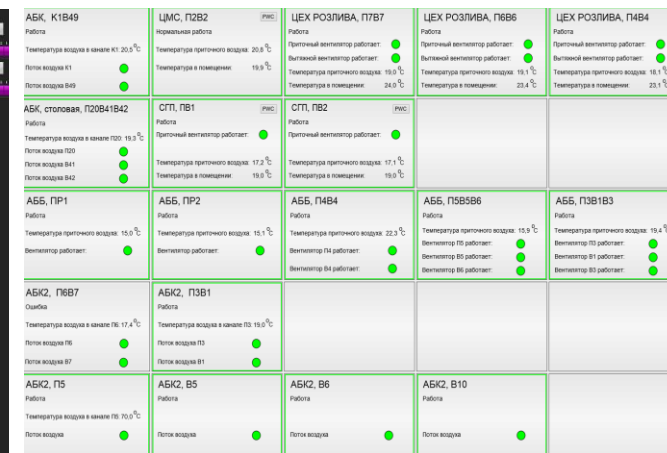 АБК, К1В49
Работа
Температура воздуха в канале К1: 20,5 °C
Поток воздуха К1
Поток воздуха В49
ЦМС, П2В2
РУС
Нормальная работа
Температура приточного воздуха: 20,6 °C
Температура в помещении: 19,9 °C
ЦЕХ РОЗЛИВА, П7В7
Работа
Приточный вентилятор работает:
Вытяжной вентилятор работает:
Температура приточного воздуха: 19,0 °C
Температура в помещении: 24,0 °C
ЦЕХ РОЗЛИВА, П6В6
Работа
Приточный вентилятор работает:
Вытяжной вентилятор работает:
Температура приточного воздуха: 19,1 °C
Температура в помещении: 23,4 °C
ЦЕХ РОЗЛИВА, П4В4
Работа
Приточный вентилятор работает:
Вытяжной вентилятор работает:
Температура приточного воздуха: 18,1 °C
Температура в помещении: 23,1 °C
АБК, столовая, П20В41В42
Работа
Температура воздуха в канале П20: 19,3 °C
Поток воздуха П20
Поток воздуха В41
Поток воздуха В42
СГП, ПВ1
Работа
Приточный вентилятор работает:
Температура приточного воздуха: 17,2 °C
Температура в помещении: 19,0 °C
СГП, ПВ2
Работа
Приточный вентилятор работает:
Температура приточного воздуха: 17,1 °C
Температура в помещении: 19,0 °C
АББ, ПР1
Работа
Температура приточного воздуха: 15,0 °C
Вентилятор работает:
АББ, ПР2
Работа
Температура приточного воздуха: 15,1 °C
Вентилятор работает:
АББ, П4В4
Работа
Температура приточного воздуха: 22,3 °C
Вентилятор П4 работает:
Вентилятор В4 работает:
АББ, П5В5В6
Работа
Температура приточного воздуха: 15,9 °C
Вентилятор П5 работает:
Вентилятор В5 работает:
Вентилятор В6 работает:
АББ, П3В1В3
Работа
Температура приточного воздуха: 19,4 °C
Вентилятор П3 работает:
Вентилятор В1 работает:
Вентилятор В3 работает:
АБК2, П6В7
Ошибка
Температура воздуха в канале П6: 17,4 °C
Поток воздуха П6
Поток воздуха В7
АБК2, П3В1
Работа
Температура воздуха в канале П3: 19,0 °C
Поток воздуха П3
Поток воздуха В1
АБК2, П5
Работа
Температура воздуха в канале П5: 70,0 °C
Поток воздуха
АБК2, В5
Работа
Поток воздуха
АБК2, В6
Работа
Поток воздуха
АБК2, В10
Работа
Поток воздуха